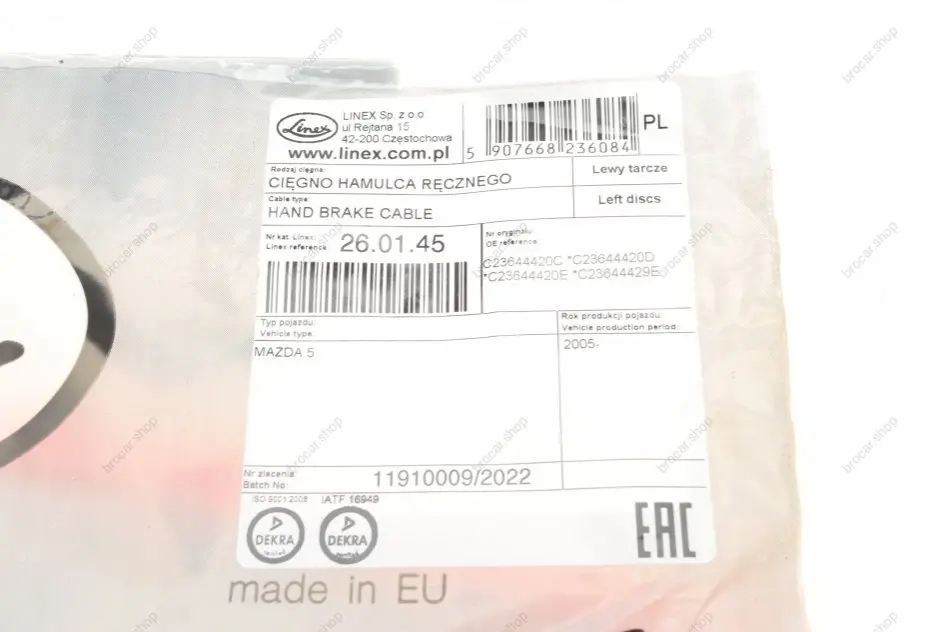 Linex
LINEX Sp. z o.o
ul Rejtana 15
42-200 Częstochowa
www.linex.com.pl
5 907668 236084
PL
Rodzaj cięgna:
CIĘGNO HAMULCA RĘCZNEGO
Lewy tarcze
Cable type:
HAND BRAKE CABLE
Left discs
Nr kat. Linex:
Linex reference
26.01.45
Nr oryginału:
OE reference:
C23644420C *C23644420D
*C23644420E *C23644429E
Typ pojazdu:
Vehicle type:
MAZDA 5
Rok produkcji pojazdu
Vehicle production period
2005-
Nr zlecenia:
Batch No:
11910009/2022
ISO 9001:2008
IATF 16949
DEKRA
DEKRA
EAC
made in EU
brocar.shop